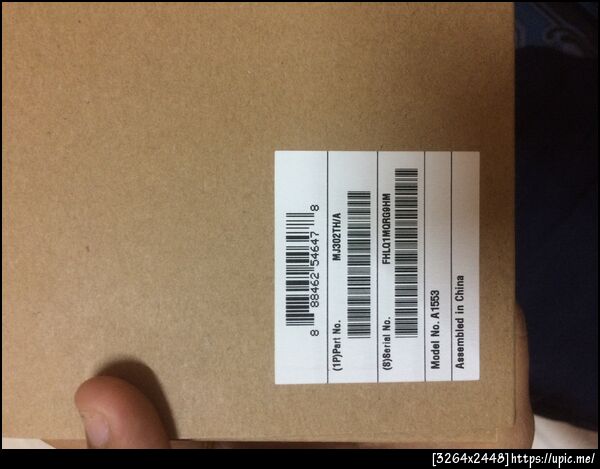 8 88462 54647 8
(1P)Part No. MJ302TH/A
(S)Serial No. FHLQ1MQRG9HM
Model No. A1553
Assembled in China
[3264x2448]https://upic.me/